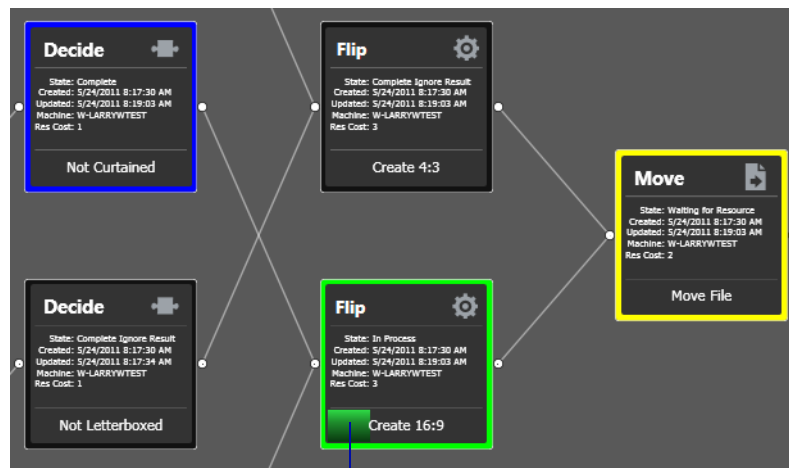 Decide
State: Complete
Created: 5/24/2011 8:17:30 AM
Updated: 5/24/2011 8:19:03 AM
Machine: W-LARRYWTEST
Res Cost: 1
Not Curtained
Flip
State: Complete Ignore Result
Created: 5/24/2011 8:17:30 AM
Updated: 5/24/2011 8:19:03 AM
Machine: W-LARRYWTEST
Res Cost: 3
Create 4:3
Move
State: Waiting for Resource
Created: 5/24/2011 8:17:30 AM
Updated: 5/24/2011 8:19:03 AM
Machine: W-LARRYWTEST
Res Cost: 2
Move File
Decide
State: Complete Ignore Result
Created: 5/24/2011 8:17:30 AM
Updated: 5/24/2011 8:17:34 AM
Machine: W-LARRYWTEST
Res Cost: 1
Not Letterboxed
Flip
State: In Process
Created: 5/24/2011 8:17:30 AM
Updated: 5/24/2011 8:19:03 AM
Machine: W-LARRYWTEST
Res Cost: 3
Create 16:9